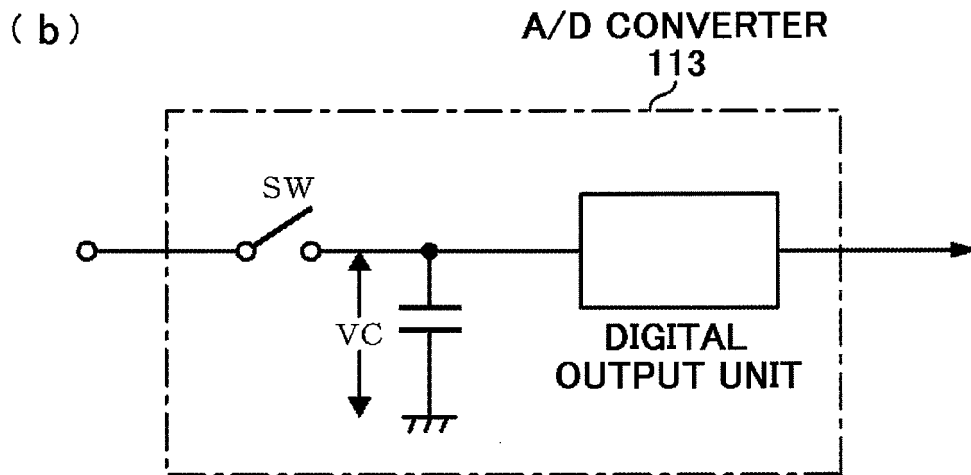 (b)
A/D CONVERTER
113
SW
VC
DIGITAL
OUTPUT UNIT